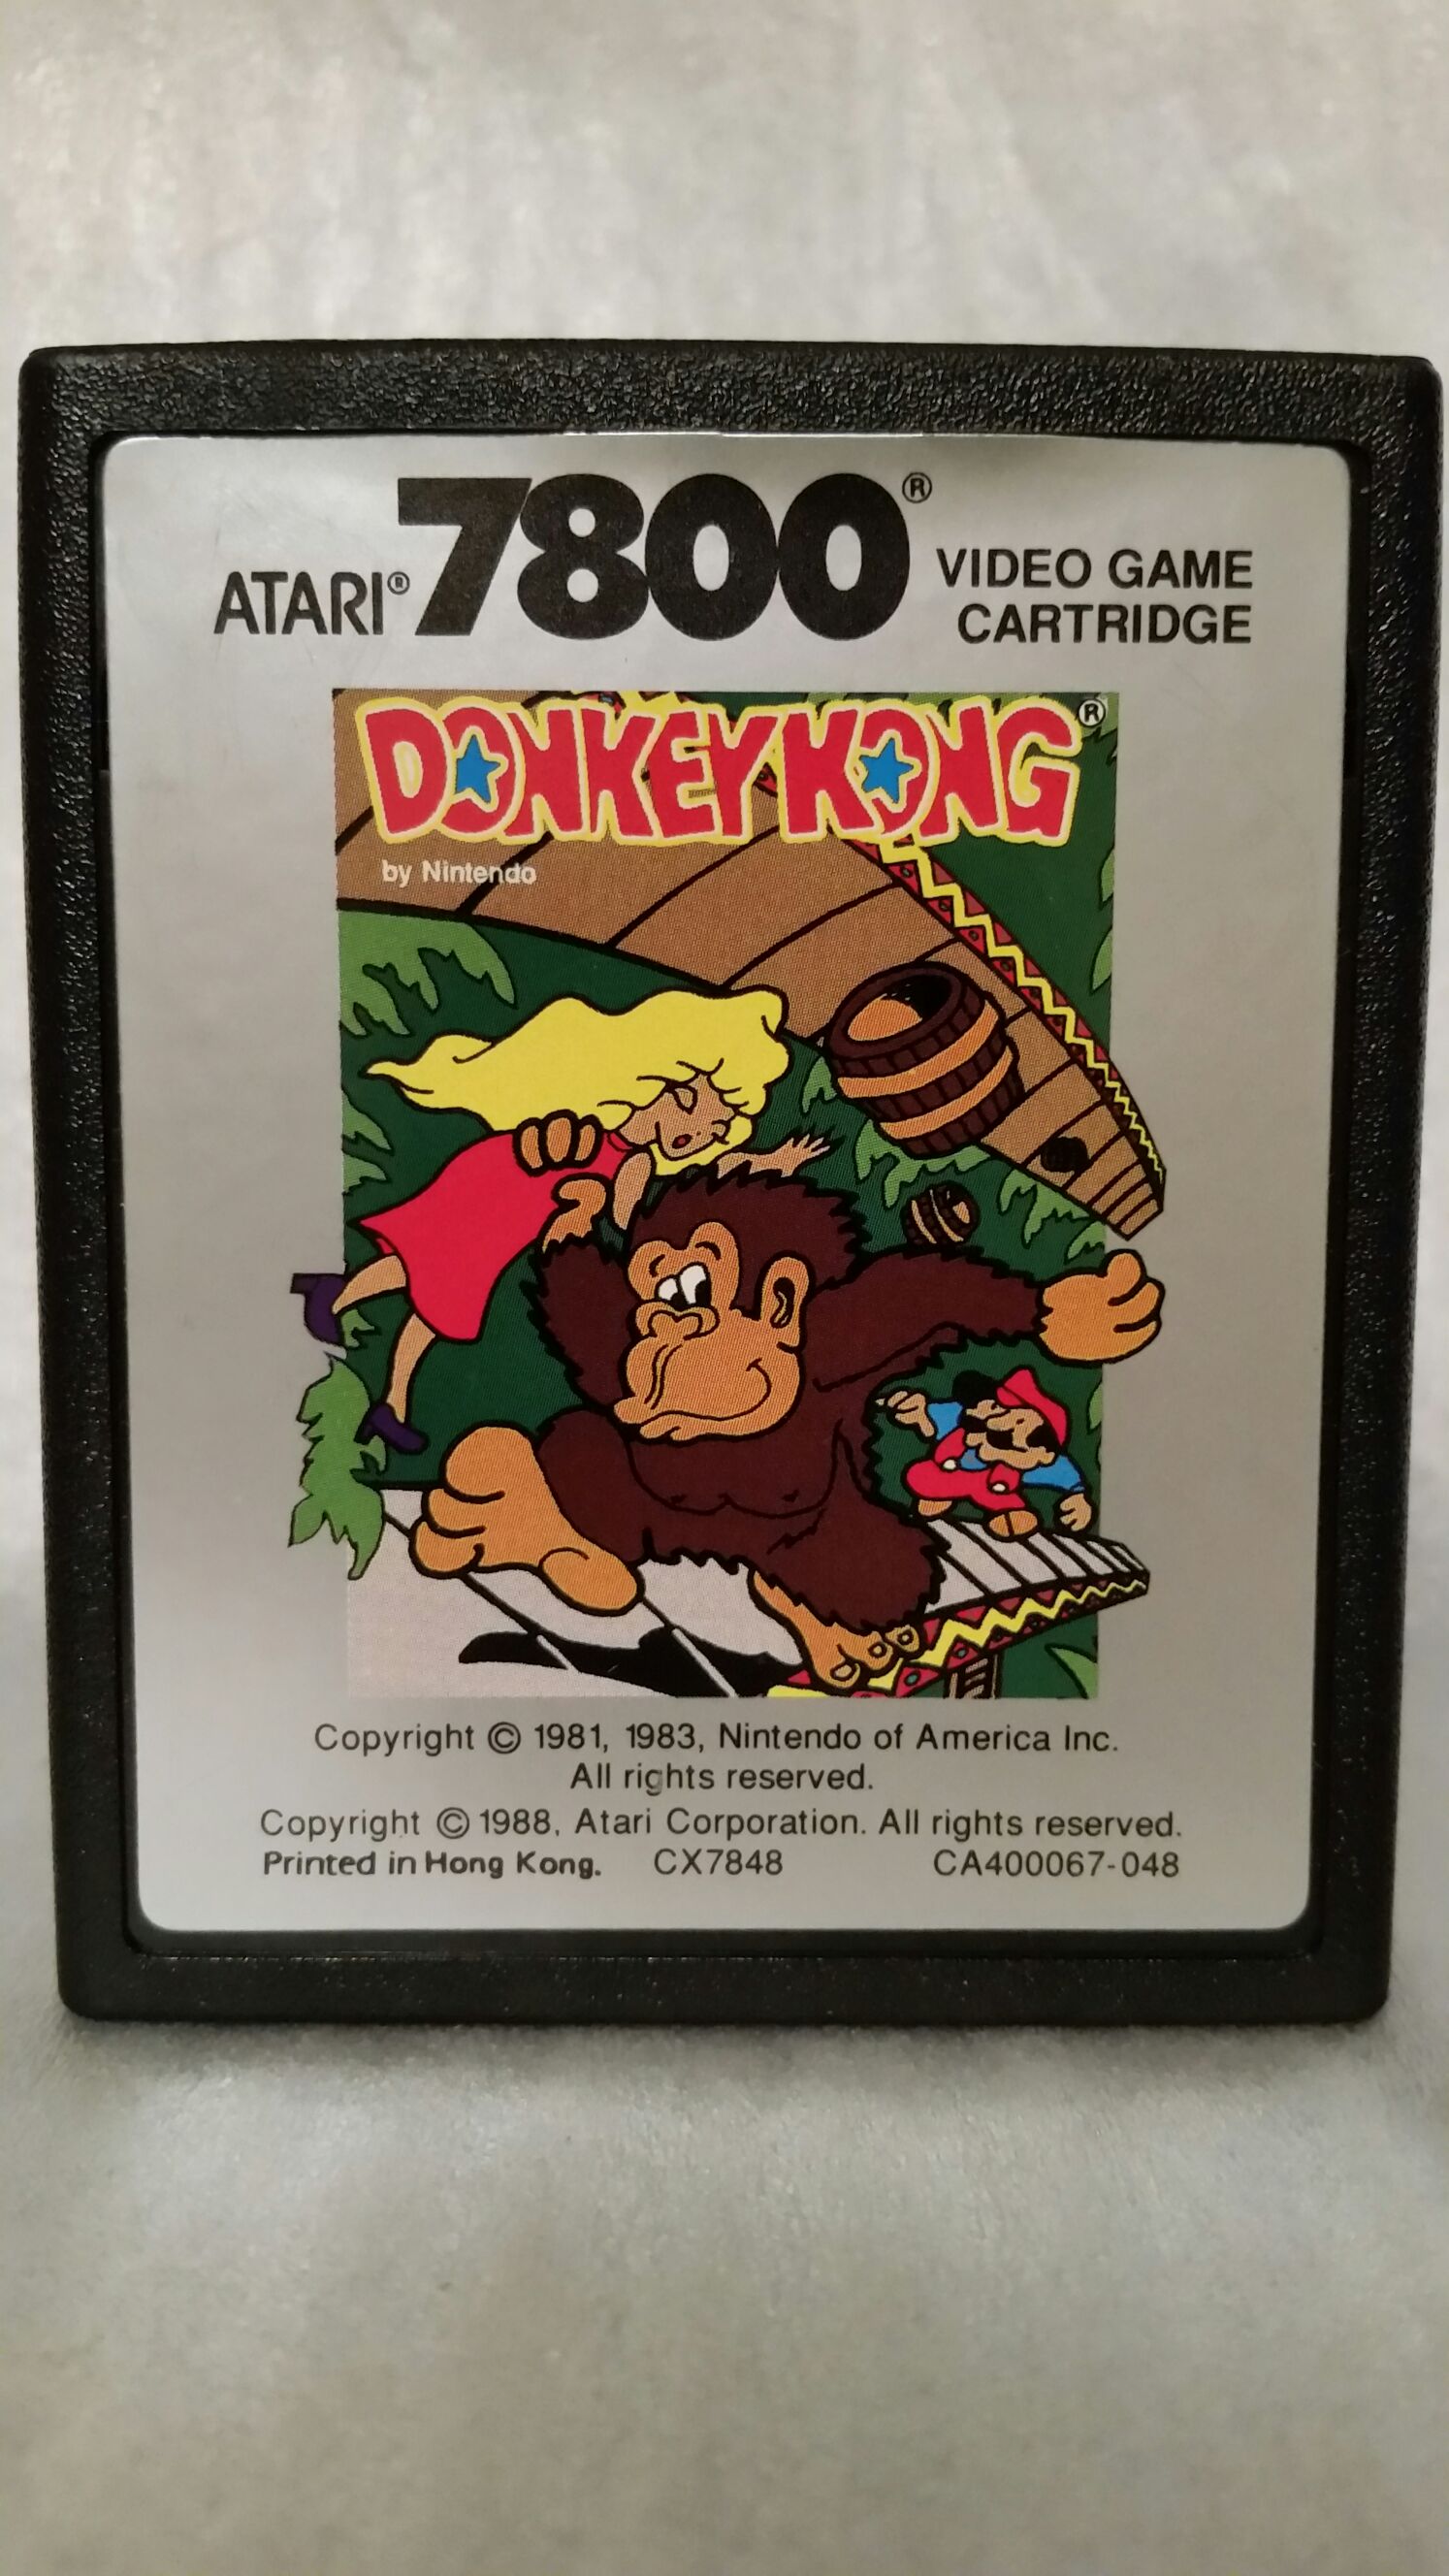 ATARI® 7800® VIDEO GAME
CARTRIDGE
DONKEY KONG®
by Nintendo
Copyright © 1981, 1983, Nintendo of America Inc.
All rights reserved.
Copyright © 1988, Atari Corporation. All rights reserved.
Printed in Hong Kong. CX7848 CA400067-048